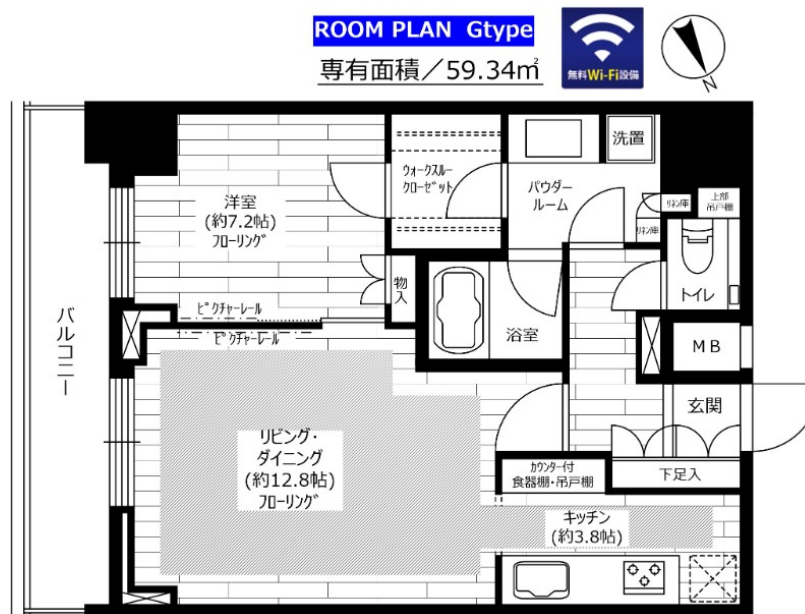 ROOM PLAN Gtype
専有面積／59.34㎡
無料Wi-Fi設備
N
洋室
(約7.2帖)
フローリング
ウォークスルー
クローゼット
パウダー
ルーム
洗置
リネン庫
上部
吊戸棚
リネン庫
トイレ
物入
浴室
MB
ピクチャーレール
ピクチャーレール
バルコニー
玄関
リビング・
ダイニング
(約12.8帖)
フローリング
カウンター付
食器棚・吊戸棚
下足入
キッチン
(約3.8帖)